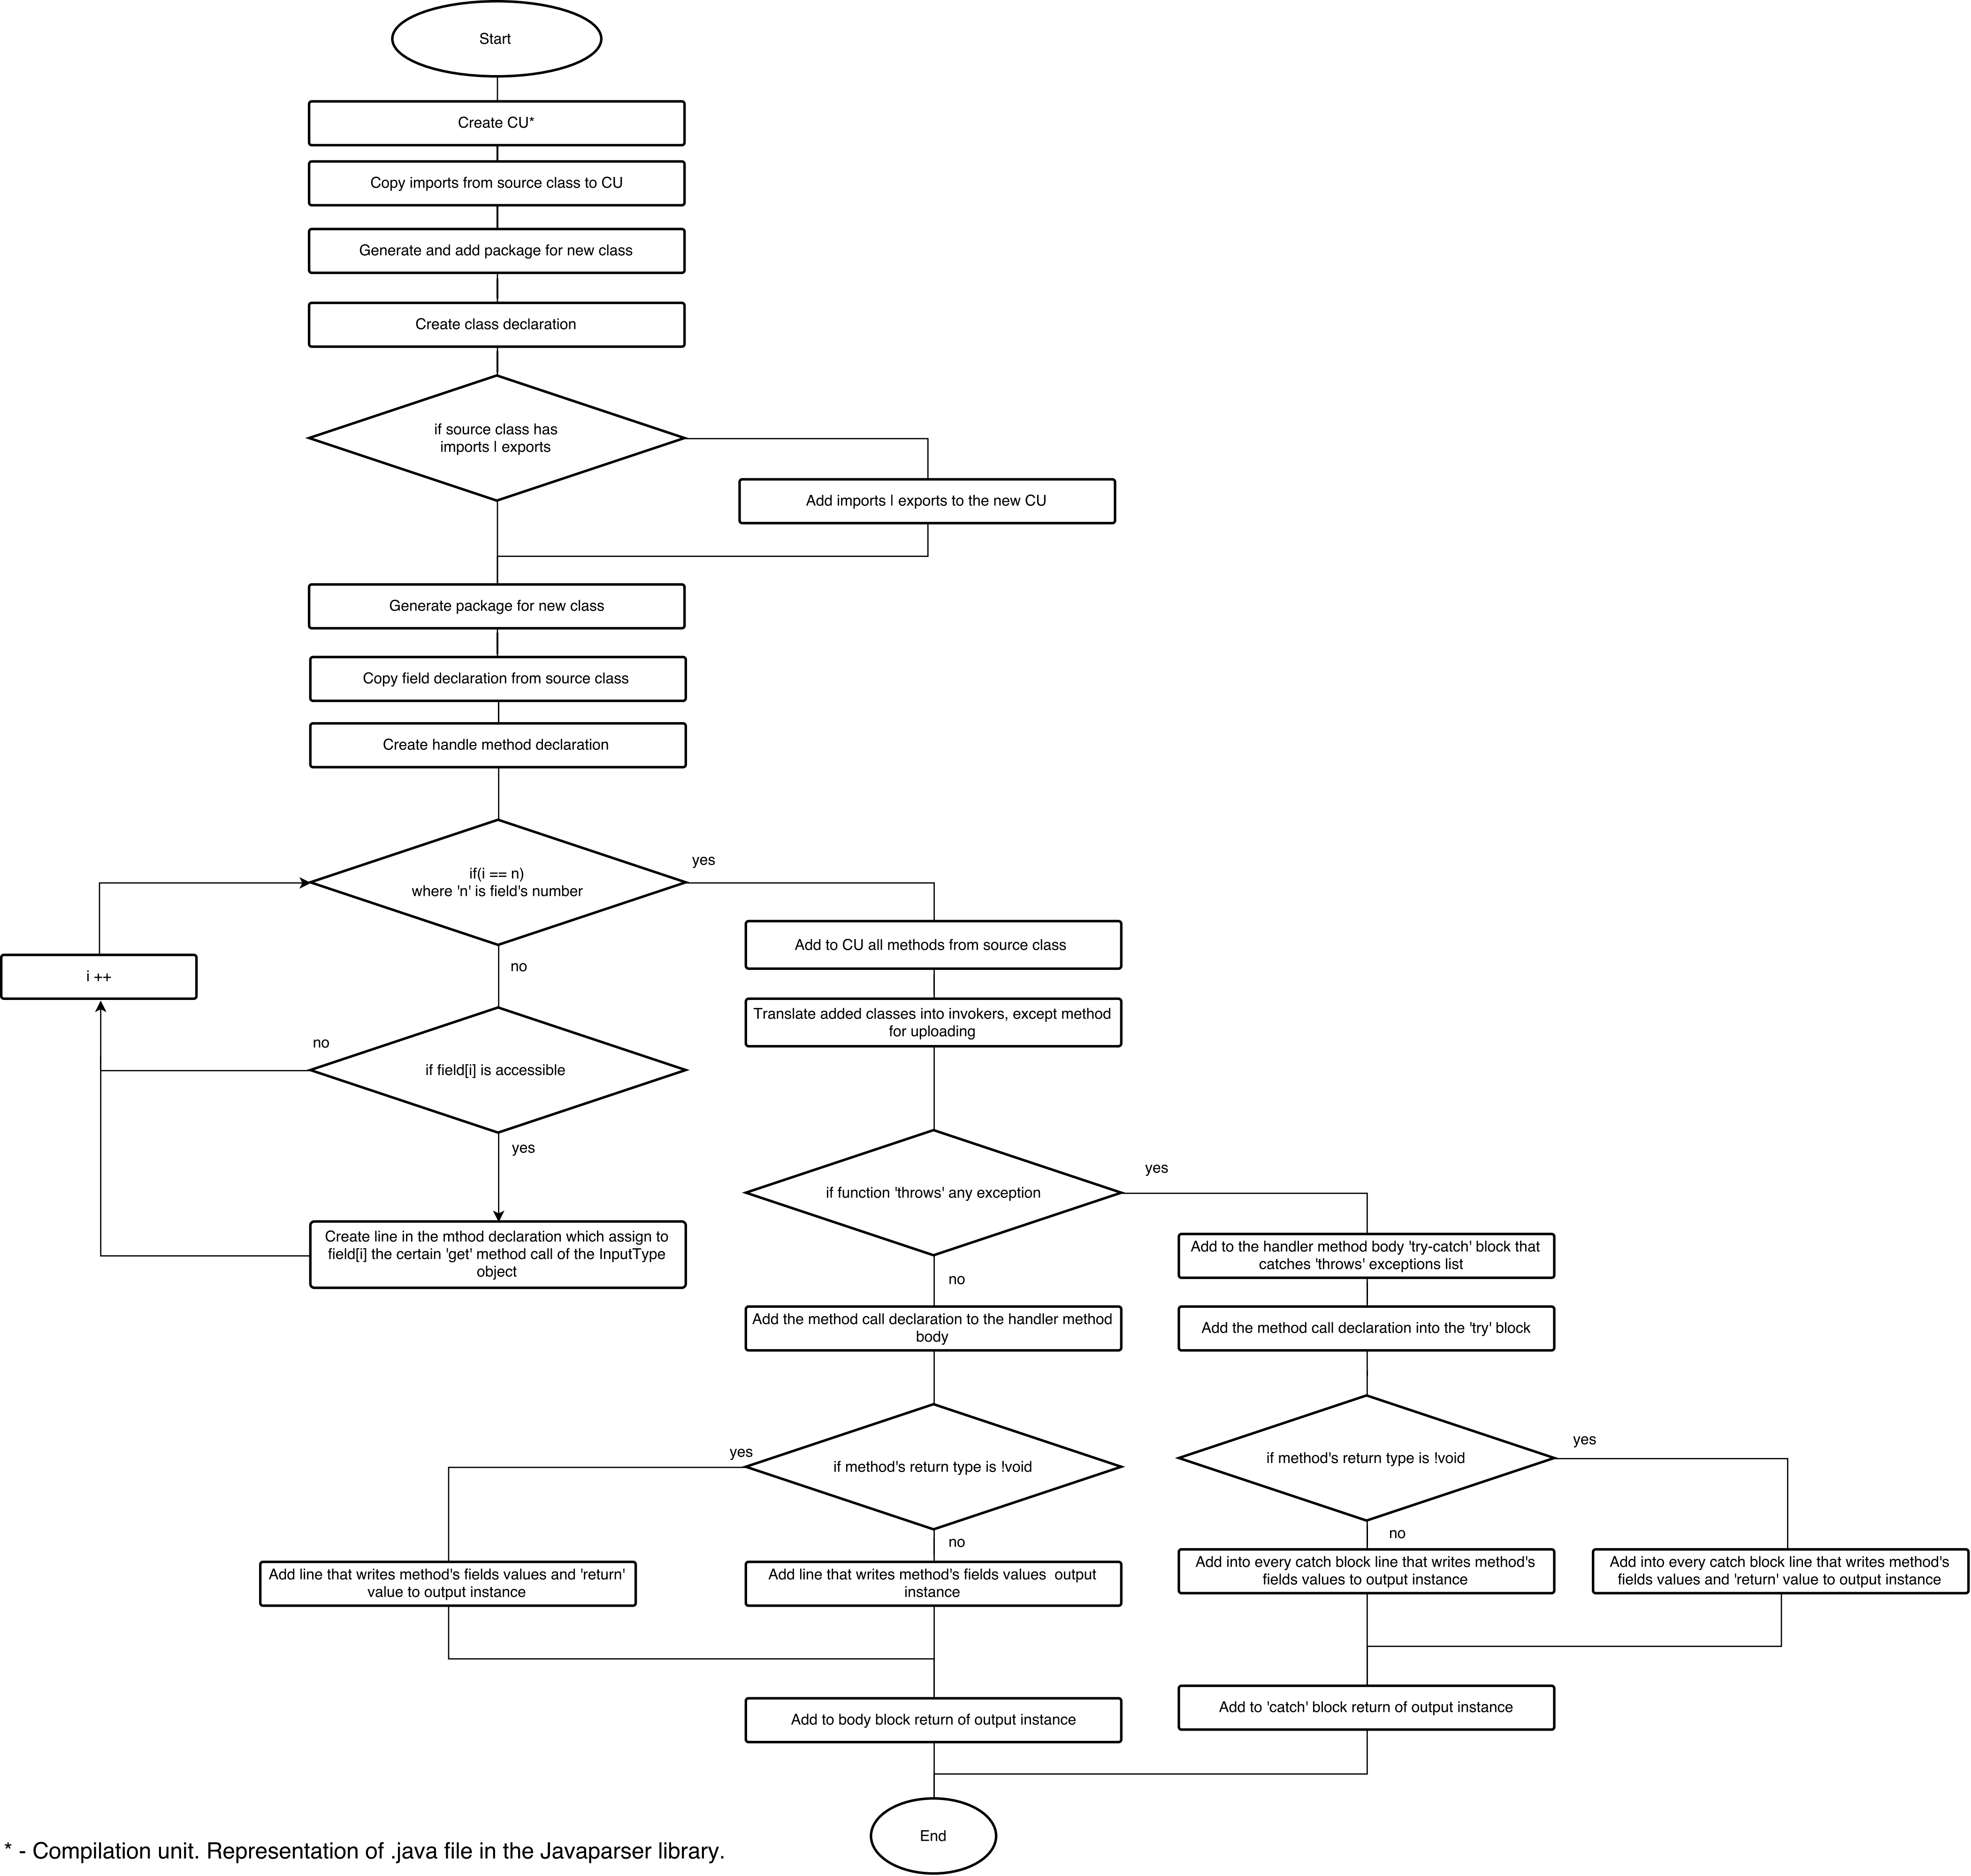 Start
Create CU*
Copy imports from source class to CU
Generate and add package for new class
Create class declaration
if source class has
imports | exports
Add imports | exports to the new CU
Generate package for new class
Copy field declaration from source class
Create handle method declaration
if(i == n)
where 'n' is field's number
yes
no
i ++
if field[i] is accessible
no
yes
Create line in the mthod declaration which assign to
field[i] the certain 'get' method call of the InputType
object
Add to CU all methods from source class
Translate added classes into invokers, except method
for uploading
if function 'throws' any exception
yes
no
Add to the handler method body 'try-catch' block that
catches 'throws' exceptions list
Add the method call declaration to the handler method
body
Add the method call declaration into the 'try' block
if method's return type is !void
yes
no
if method's return type is !void
yes
no
Add line that writes method's fields values and 'return'
value to output instance
Add line that writes method's fields values  output
instance
Add into every catch block line that writes method's
fields values to output instance
Add into every catch block line that writes method's
fields values and 'return' value to output instance
Add to body block return of output instance
Add to 'catch' block return of output instance
End
* - Compilation unit. Representation of .java file in the Javaparser library.